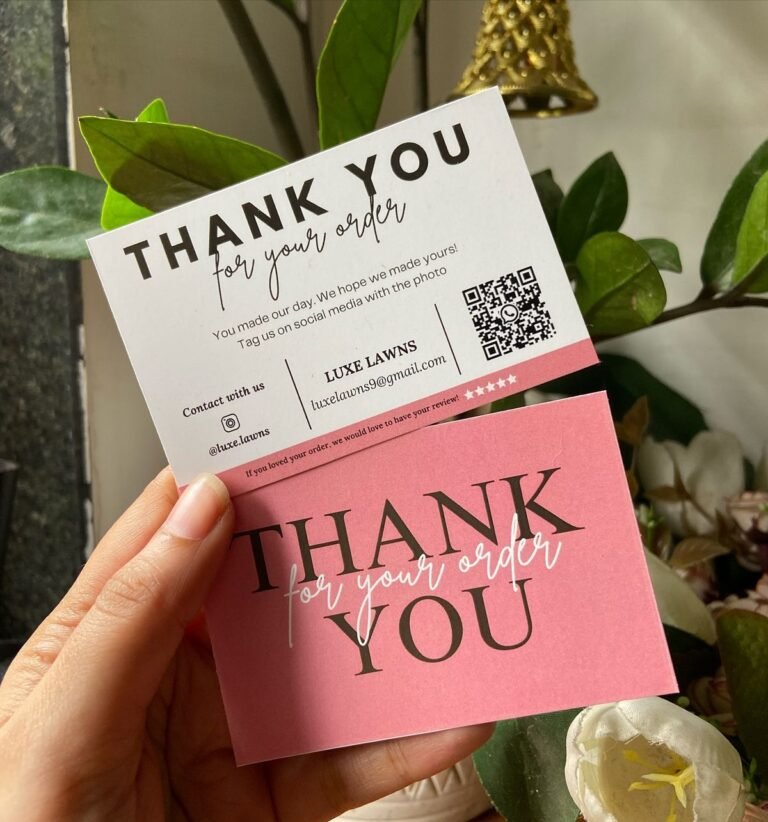 THANK YOU
for your order
You made our day. We hope we made yours!
Tag us on social media with the photo
Contact with us
@luxe.lawns
LUXE LAWNS
luxelawns9@gmail.com
If you loved your order, we would love to have your review!
THANK
for your order
YOU